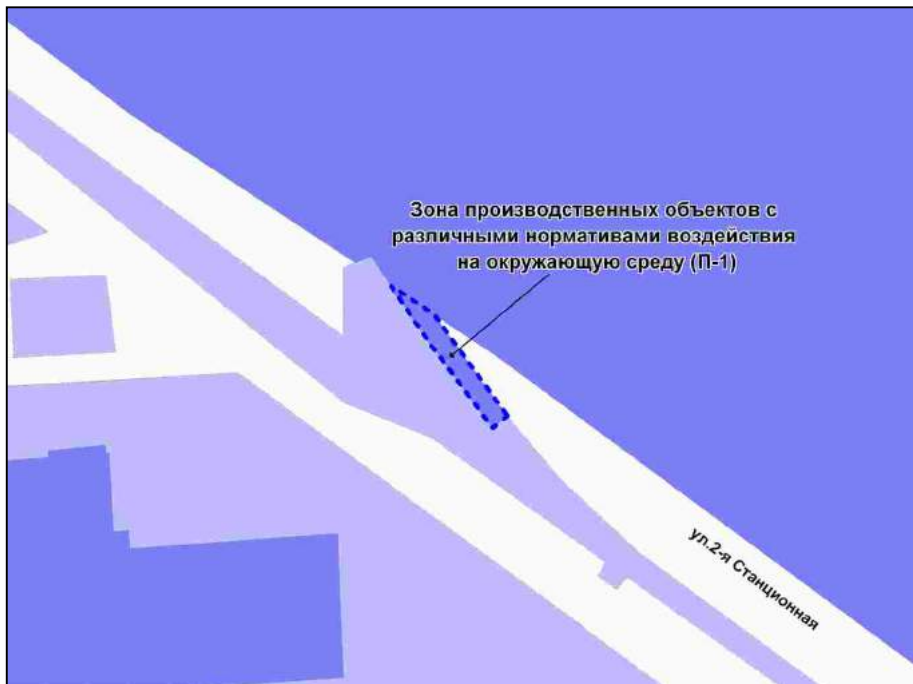 Зона производственных объектов с
различными нормативами воздействия
на окружающую среду (П-1)
ул.2-я Станционная